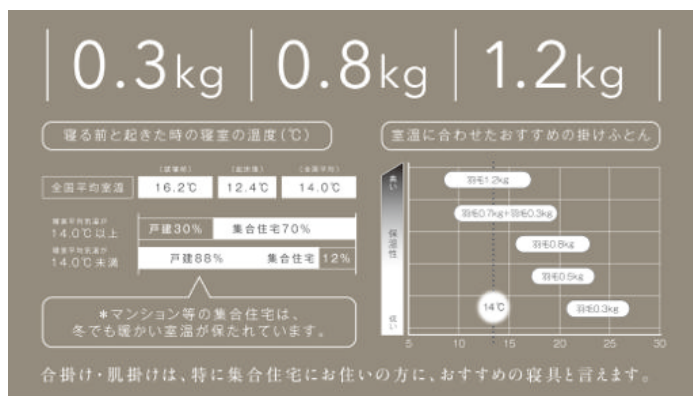 0.3kg
0.8kg
1.2kg
寝る前と起きた時の寝室の温度(℃)
(就寝前)
(起床後)
(全国平均)
全国平均室温
16.2℃
12.4℃
14.0℃
寝室平均気温が
14.0℃以上
戸建30%
集合住宅70%
寝室平均気温が
14.0℃未満
戸建88%
集合住宅
12%
*マンション等の集合住宅は、
冬でも暖かい室温が保たれています。
室温に合わせたおすすめの掛けふとん
高い
保温性
低い
羽毛1.2kg
羽毛0.7kg+羽毛0.3kg
羽毛0.8kg
羽毛0.5kg
羽毛0.3kg
14℃
5
10
15
20
25
30
合掛け・肌掛けは、特に集合住宅にお住いの方に、おすすめの寝具と言えます。